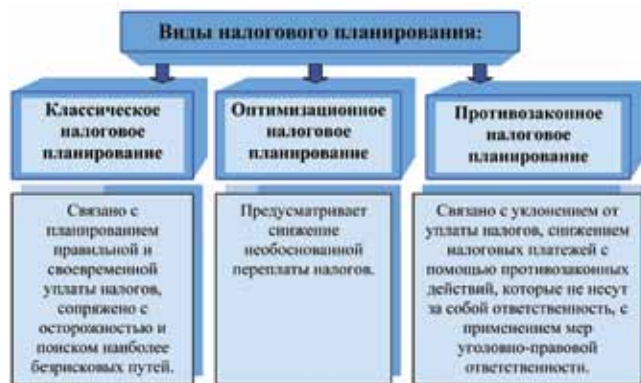 Виды налогового планирования:
Классическое
налоговое
планирование
Оптимизационное
налоговое
планирование
Противозаконное
налоговое
планирование
Связано с
планированием
правильной и
своевременной
уплаты налогов,
сопряжено с
осторожностью и
поиском наиболее
безрисковых путей.
Предусматривает
снижение
необоснованной
переплаты налогов.
Связано с уклонением от
уплаты налогов, снижением
налоговых платежей с
помощью противозаконных
действий, которые не несут
за собой ответственность, с
применением мер
уголовно-правовой
ответственности.